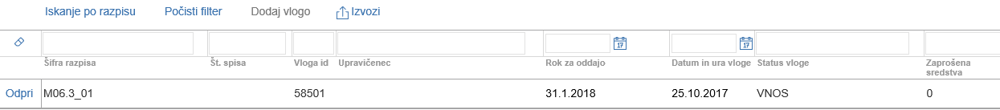 Iskanje po razpisu Počisti filter Dodaj vlogo Izvozi
17 17
Šifra razpisa Št. spisa Vloga id Upravičenec Rok za oddajo Datum in ura vloge Status vloge Zaprošena
sredstva
Odpri M06.3_01 58501 31.1.2018 25.10.2017 VNOS 0